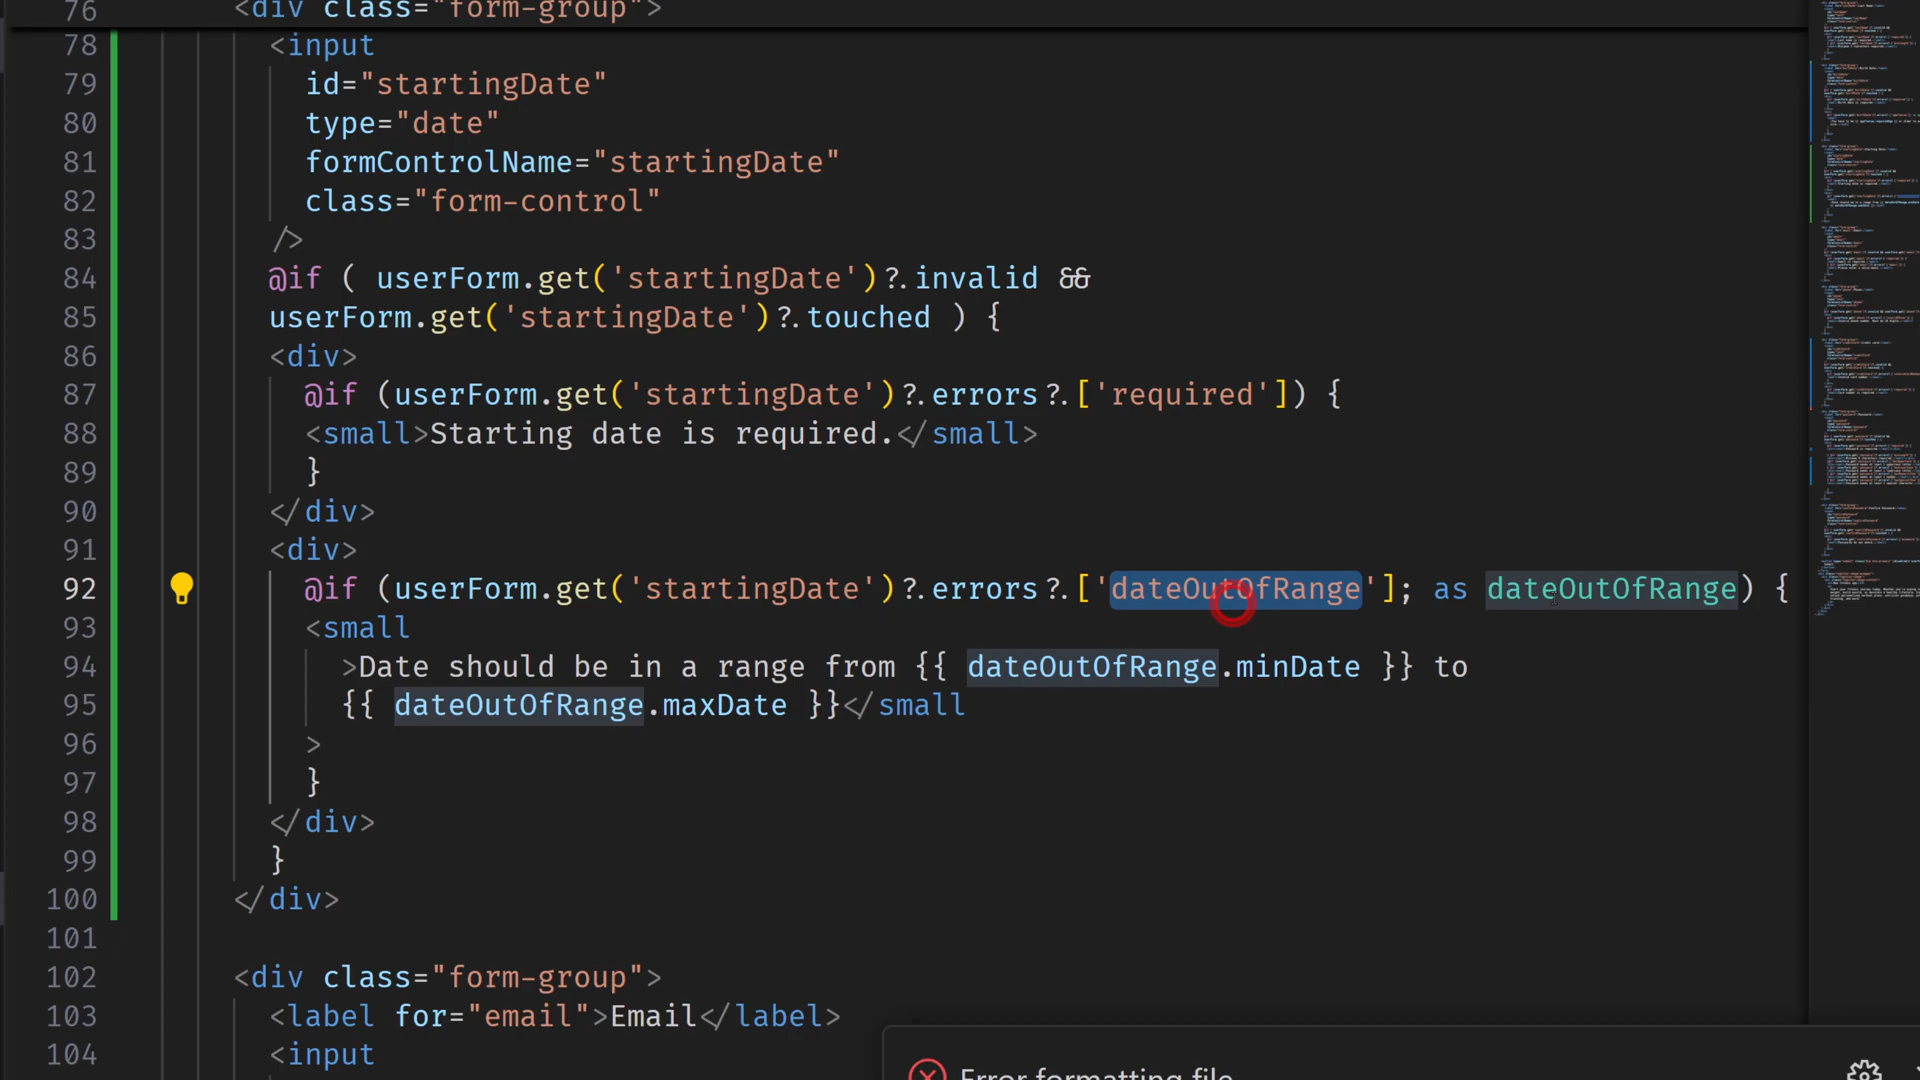 76 <div class="form-group">
78 <input
79 id="startingDate"
80 type="date"
81 formControlName="startingDate"
82 class="form-control"
83 />
84 @if ( userForm.get('startingDate')?.invalid &&
85 userForm.get('startingDate')?.touched ) {
86 <div>
87 @if (userForm.get('startingDate')?.errors?.['required']) {
88 <small>Starting date is required.</small>
89 }
90 </div>
91 <div>
92 @if (userForm.get('startingDate')?.errors?.['dateOutOfRange']; as dateOutOfRange) {
93 <small
94 >Date should be in a range from {{ dateOutOfRange.minDate }} to
95 {{ dateOutOfRange.maxDate }}</small
96 >
97 }
98 </div>
99 }
100 </div>
101
102 <div class="form-group">
103 <label for="email">Email</label>
104 <input
Error formatting file